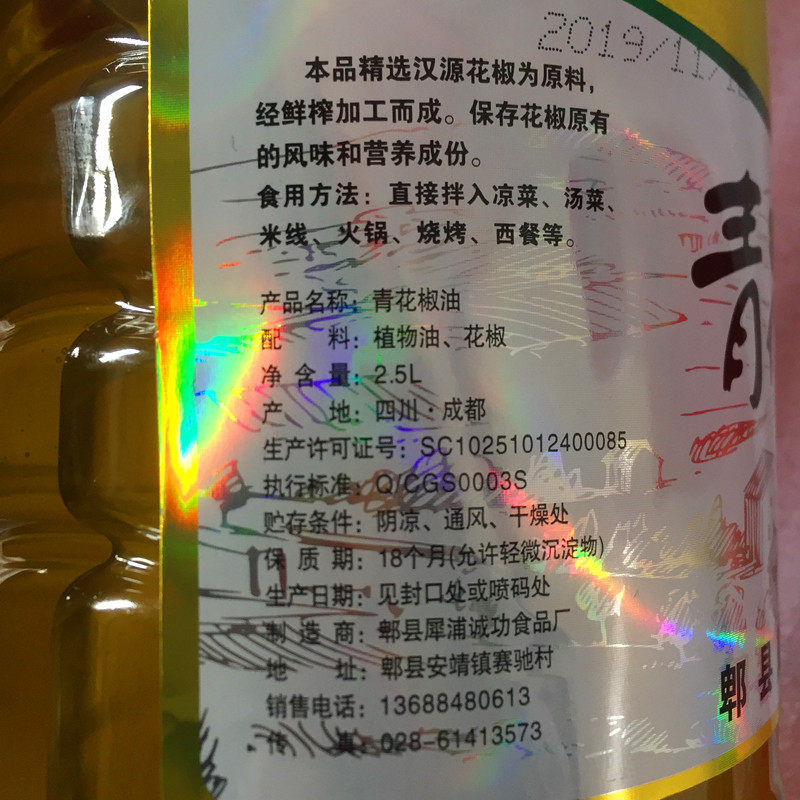 2019/11/
本品精选汉源花椒为原料，
经鲜榨加工而成。保存花椒原有
的风味和营养成份。
食用方法：直接拌入凉菜、汤菜、
米线、火锅、烧烤、西餐等。
青
产品名称：青花椒油
配 料：植物油、花椒
净含量：2.5L
产 地：四川·成都
生产许可证号：SC10251012400085
执行标准：Q/CGS0003S
贮存条件：阴凉、通风、干燥处
保质期：18个月(允许轻微沉淀物)
生产日期：见封口处或喷码处
制造商：郫县犀浦诚功食品厂
地 址：郫县安靖镇赛驰村
销售电话：13688480613
传 真：028-61413573
郫县